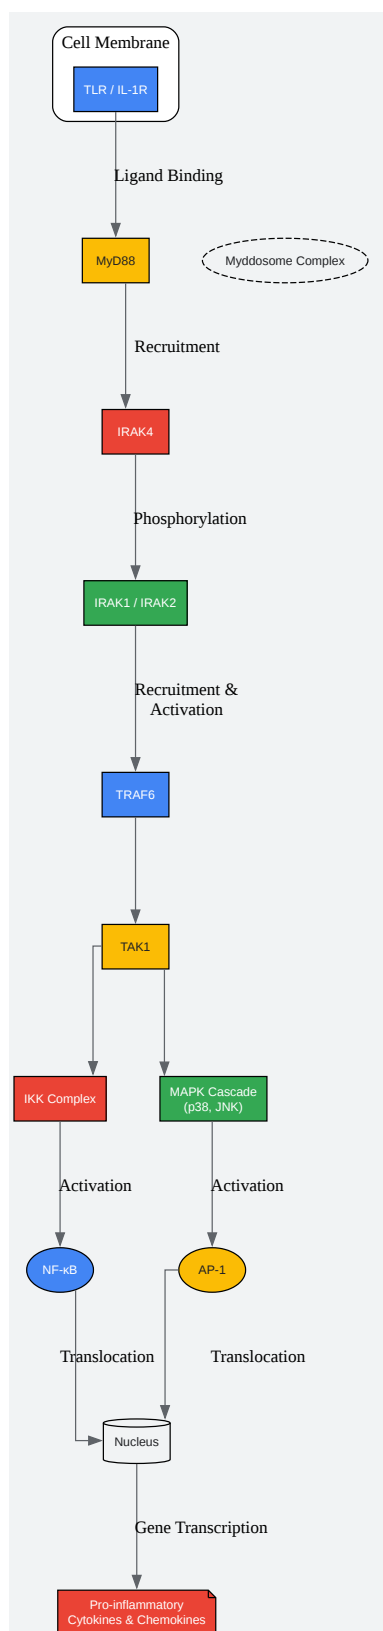 Cell Membrane
TLR / IL-1R
Ligand Binding
MyD88
Myddosome Complex
Recruitment
IRAK4
Phosphorylation
IRAK1 / IRAK2
Recruitment &
Activation
TRAF6
TAK1
IKK Complex
MAPK Cascade
(p38, JNK)
Activation
Activation
NF-κB
AP-1
Translocation
Translocation
Nucleus
Gene Transcription
Pro-inflammatory
Cytokines & Chemokines